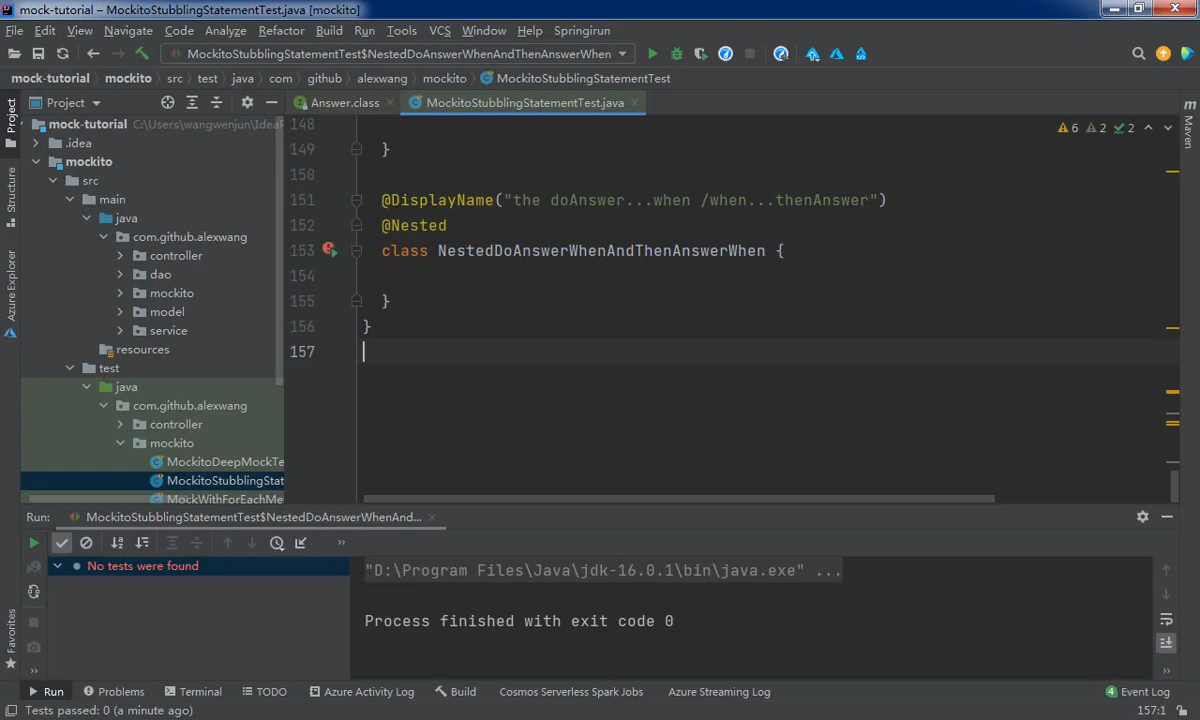 mock-tutorial – MockitoStubblingStatementTest.java [mockito]
File Edit View Navigate Code Analyze Refactor Build Run Tools VCS Window Help Springirun
MockitoStubblingStatementTest$NestedDoAnswerWhenAndThenAnswerWhen
mock-tutorial mockito src test java com github alexwang mockito MockitoStubblingStatementTest
Project
Answer.class MockitoStubblingStatementTest.java
mock-tutorial C:\Users\wangwenjun\IdeaP
.idea
mockito
src
main
java
com.github.alexwang
controller
dao
mockito
model
service
resources
test
java
com.github.alexwang
controller
mockito
MockitoDeepMockTe
MockitoStubblingStat
MockWithForEachMe
Project
Structure
Azure Explorer
Favorites
m Maven
6 2 2
148
149 }
150
151 @DisplayName("the doAnswer...when /when...thenAnswer")
152 @Nested
153 class NestedDoAnswerWhenAndThenAnswerWhen {
154
155 }
156 }
157
Run: MockitoStubblingStatementTest$NestedDoAnswerWhenAnd...
No tests were found
"D:\Program Files\Java\jdk-16.0.1\bin\java.exe" ...
Process finished with exit code 0
Run Problems Terminal TODO Azure Activity Log Build Cosmos Serverless Spark Jobs Azure Streaming Log 4 Event Log
Tests passed: 0 (a minute ago) 157:1